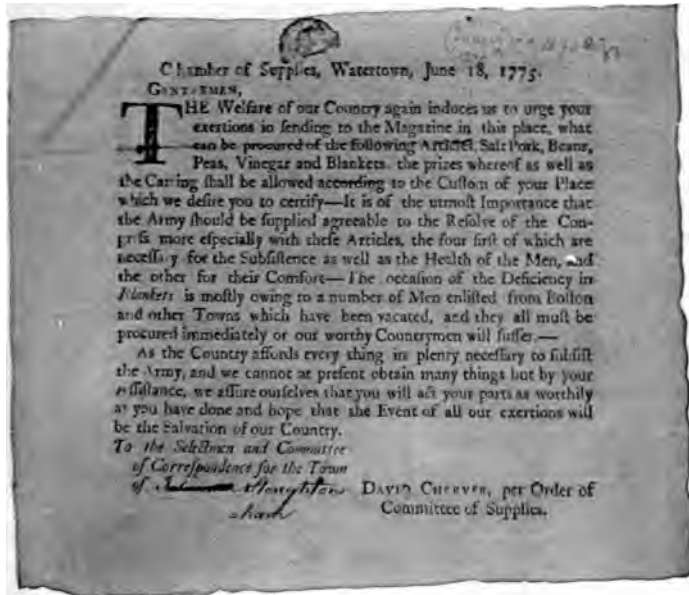 Chamber of Supplies, Watertown, June 18, 1775.
GENTLEMEN,
THE Welfare of our Country again induces us to urge your
exertions in sending to the Magazine in this place, what
can be procured of the following Articles, Salt Pork, Beans,
Peas, Vinegar and Blankets, the prizes whereof as well as
the Carting ſhall be allowed according to the Cuſtom of your Place
which we deſire you to certify—It is of the utmoſt Importance that
the Army ſhould be ſupplied agreeable to the Reſolve of the Con-
greſs more eſpecially with theſe Articles, the four firſt of which are
neceſſary for the Subſiſtence as well as the Health of the Men, and
the other for their Comfort—The occaſion of the Deficiency in
Blankets is moſtly owing to a number of Men enliſted from Boſton
and other Towns which have been vacated, and they all muſt be
procured immediately or our worthy Countrymen will ſuffer.—
As the Country affords every thing in plenty neceſſary to ſubſiſt
the Army, and we cannot at preſent obtain many things but by your
aſſiſtance, we aſſure ourſelves that you will act your parts as worthily
as you have done and hope that the Event of all our exertions will
be the Salvation of our Country.
To the Selectmen and Committee
of Correſpondence for the Town
of Stoughton
ham
DAVID CHEEVER, per Order of
Committee of Supplies.